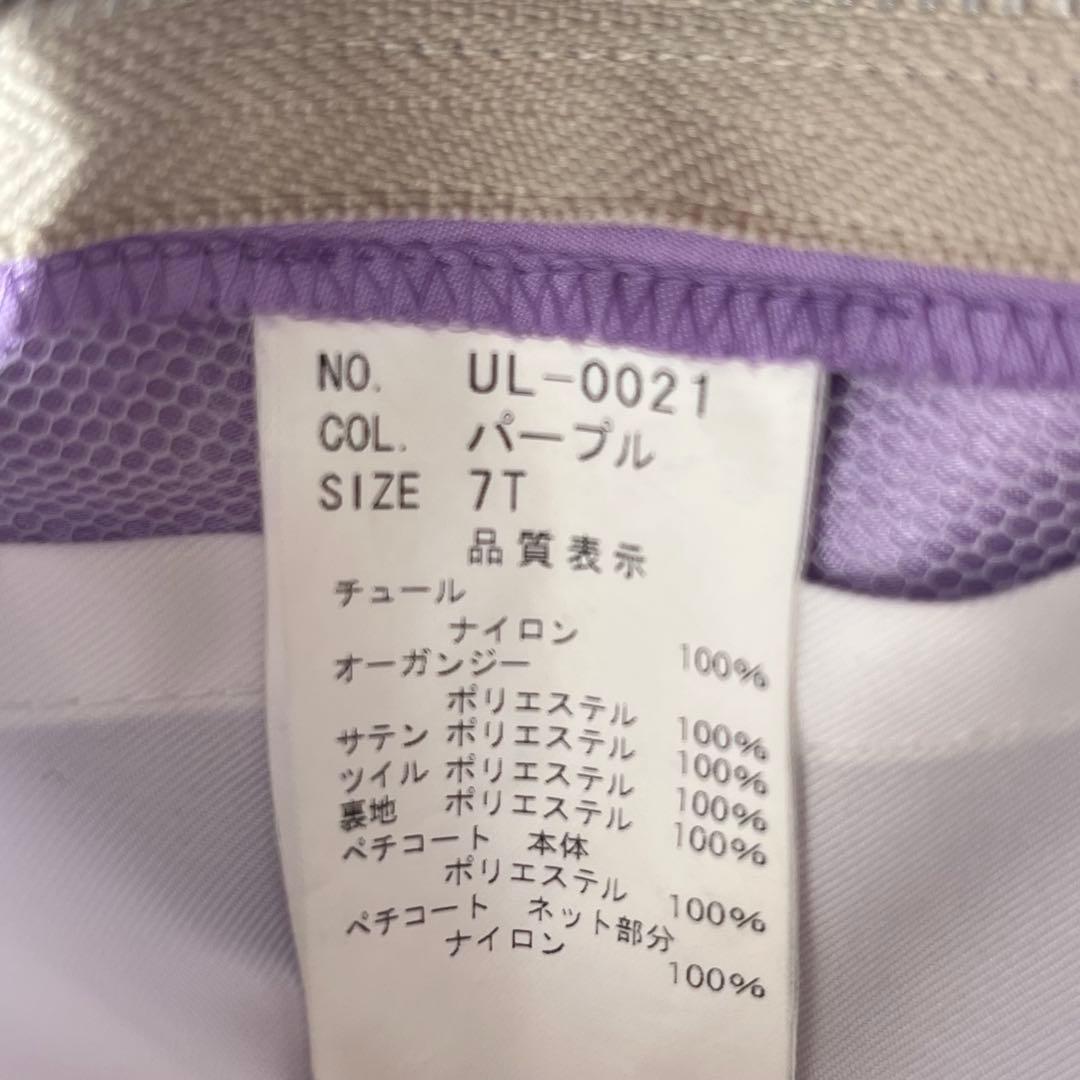 NO. UL-0021
COL. パープル
SIZE 7T
品質表示
チュール
ナイロン 100%
オーガンジー
ポリエステル 100%
サテン ポリエステル 100%
ツイル ポリエステル 100%
裏地 ポリエステル 100%
ペチコート 本体
ポリエステル 100%
ペチコート ネット部分
ナイロン 100%